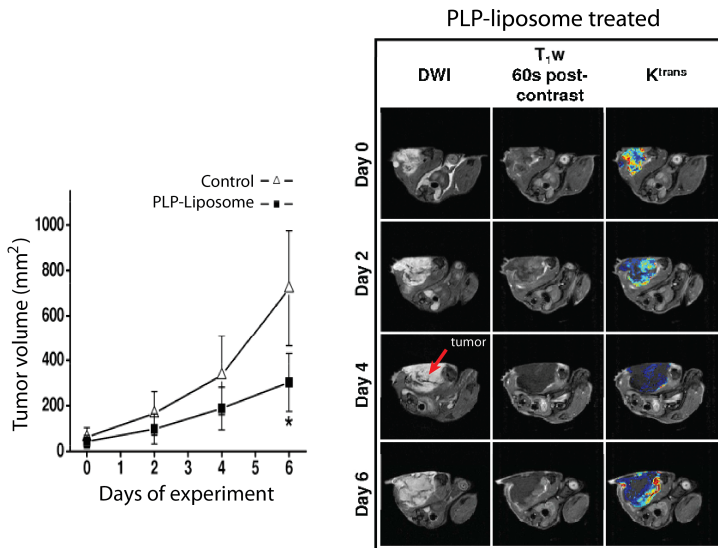 PLP-liposome treated
DWI
T₁w
60s post-
contrast
Kᵗʳᵃⁿˢ
Day 0
Day 2
Day 4
Day 6
tumor
Control
PLP-Liposome
Tumor volume (mm²)
1000
800
600
400
200
0
0 1 2 3 4 5 6
*
Days of experiment